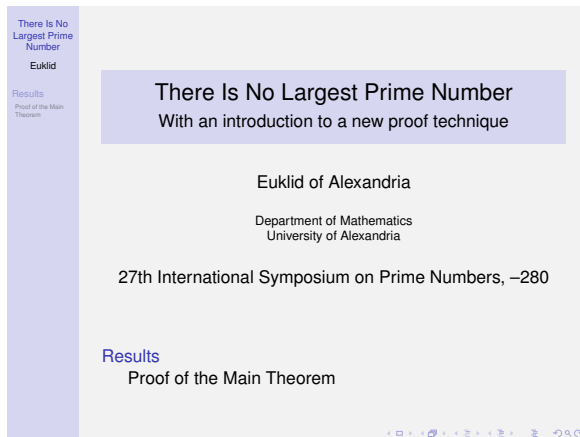 There Is No
Largest Prime
Number
Euklid
Results
Proof of the Main
Theorem
There Is No Largest Prime Number
With an introduction to a new proof technique
Euklid of Alexandria
Department of Mathematics
University of Alexandria
27th International Symposium on Prime Numbers, –280
Results
Proof of the Main Theorem